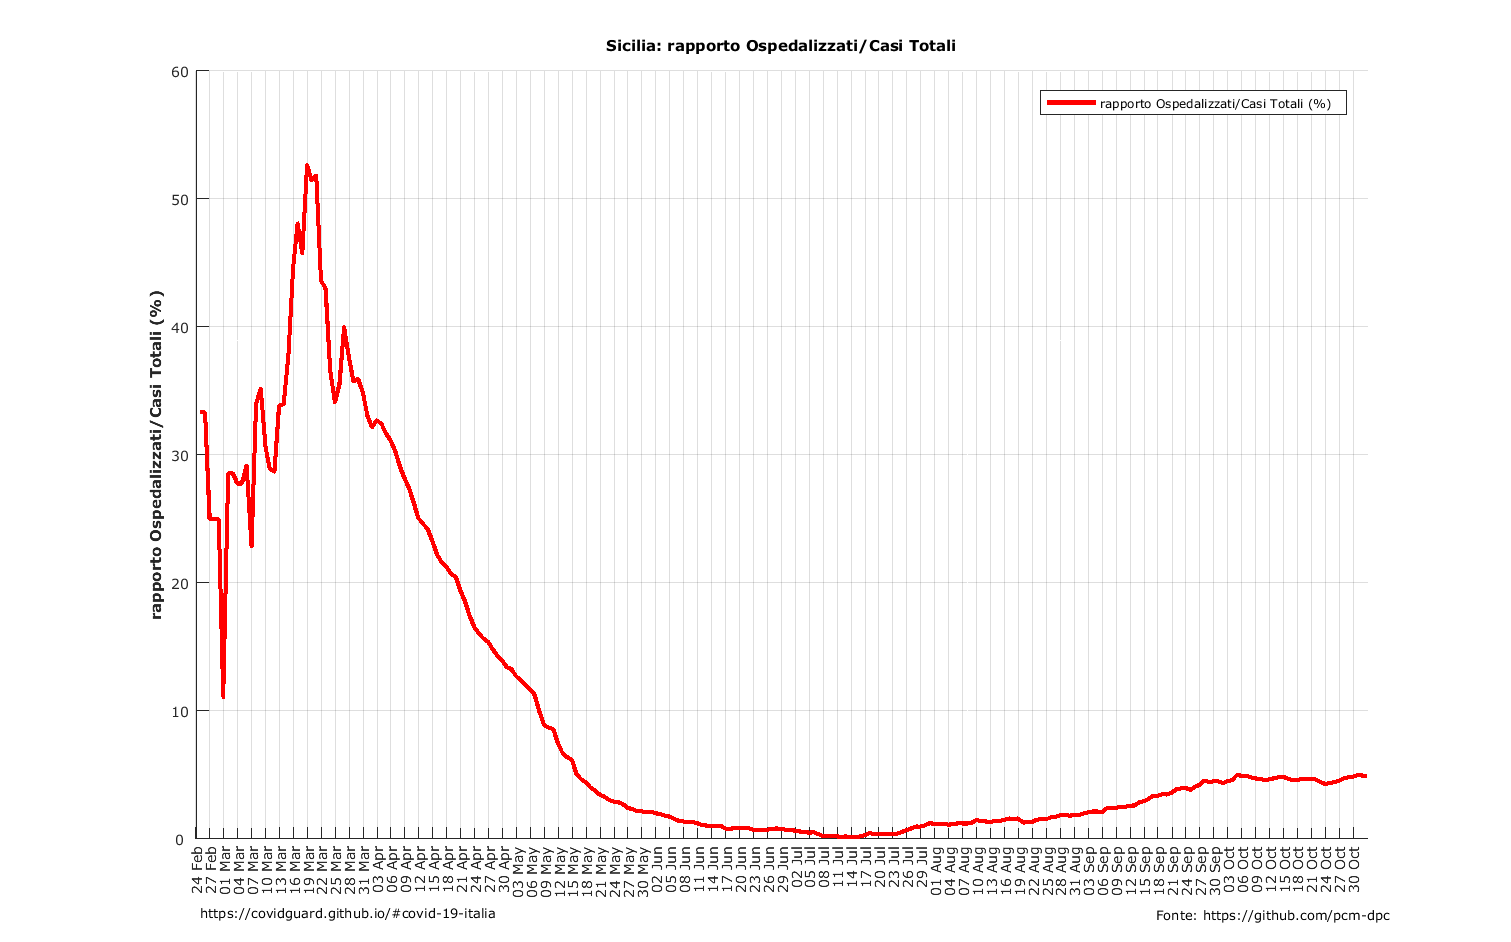 Sicilia: rapporto Ospedalizzati/Casi Totali
rapporto Ospedalizzati/Casi Totali (%)
rapporto Ospedalizzati/Casi Totali (%)
60
50
40
30
20
10
0
24 Feb
27 Feb
01 Mar
04 Mar
07 Mar
10 Mar
13 Mar
16 Mar
19 Mar
22 Mar
25 Mar
28 Mar
31 Mar
03 Apr
06 Apr
09 Apr
12 Apr
15 Apr
18 Apr
21 Apr
24 Apr
27 Apr
30 Apr
03 May
06 May
09 May
12 May
15 May
18 May
21 May
24 May
27 May
30 May
02 Jun
05 Jun
08 Jun
11 Jun
14 Jun
17 Jun
20 Jun
23 Jun
26 Jun
29 Jun
02 Jul
05 Jul
08 Jul
11 Jul
14 Jul
17 Jul
20 Jul
23 Jul
26 Jul
29 Jul
01 Aug
04 Aug
07 Aug
10 Aug
13 Aug
16 Aug
19 Aug
22 Aug
25 Aug
28 Aug
31 Aug
03 Sep
06 Sep
09 Sep
12 Sep
15 Sep
18 Sep
21 Sep
24 Sep
27 Sep
30 Sep
03 Oct
06 Oct
09 Oct
12 Oct
15 Oct
18 Oct
21 Oct
24 Oct
27 Oct
30 Oct
https://covidguard.github.io/#covid-19-italia
Fonte: https://github.com/pcm-dpc